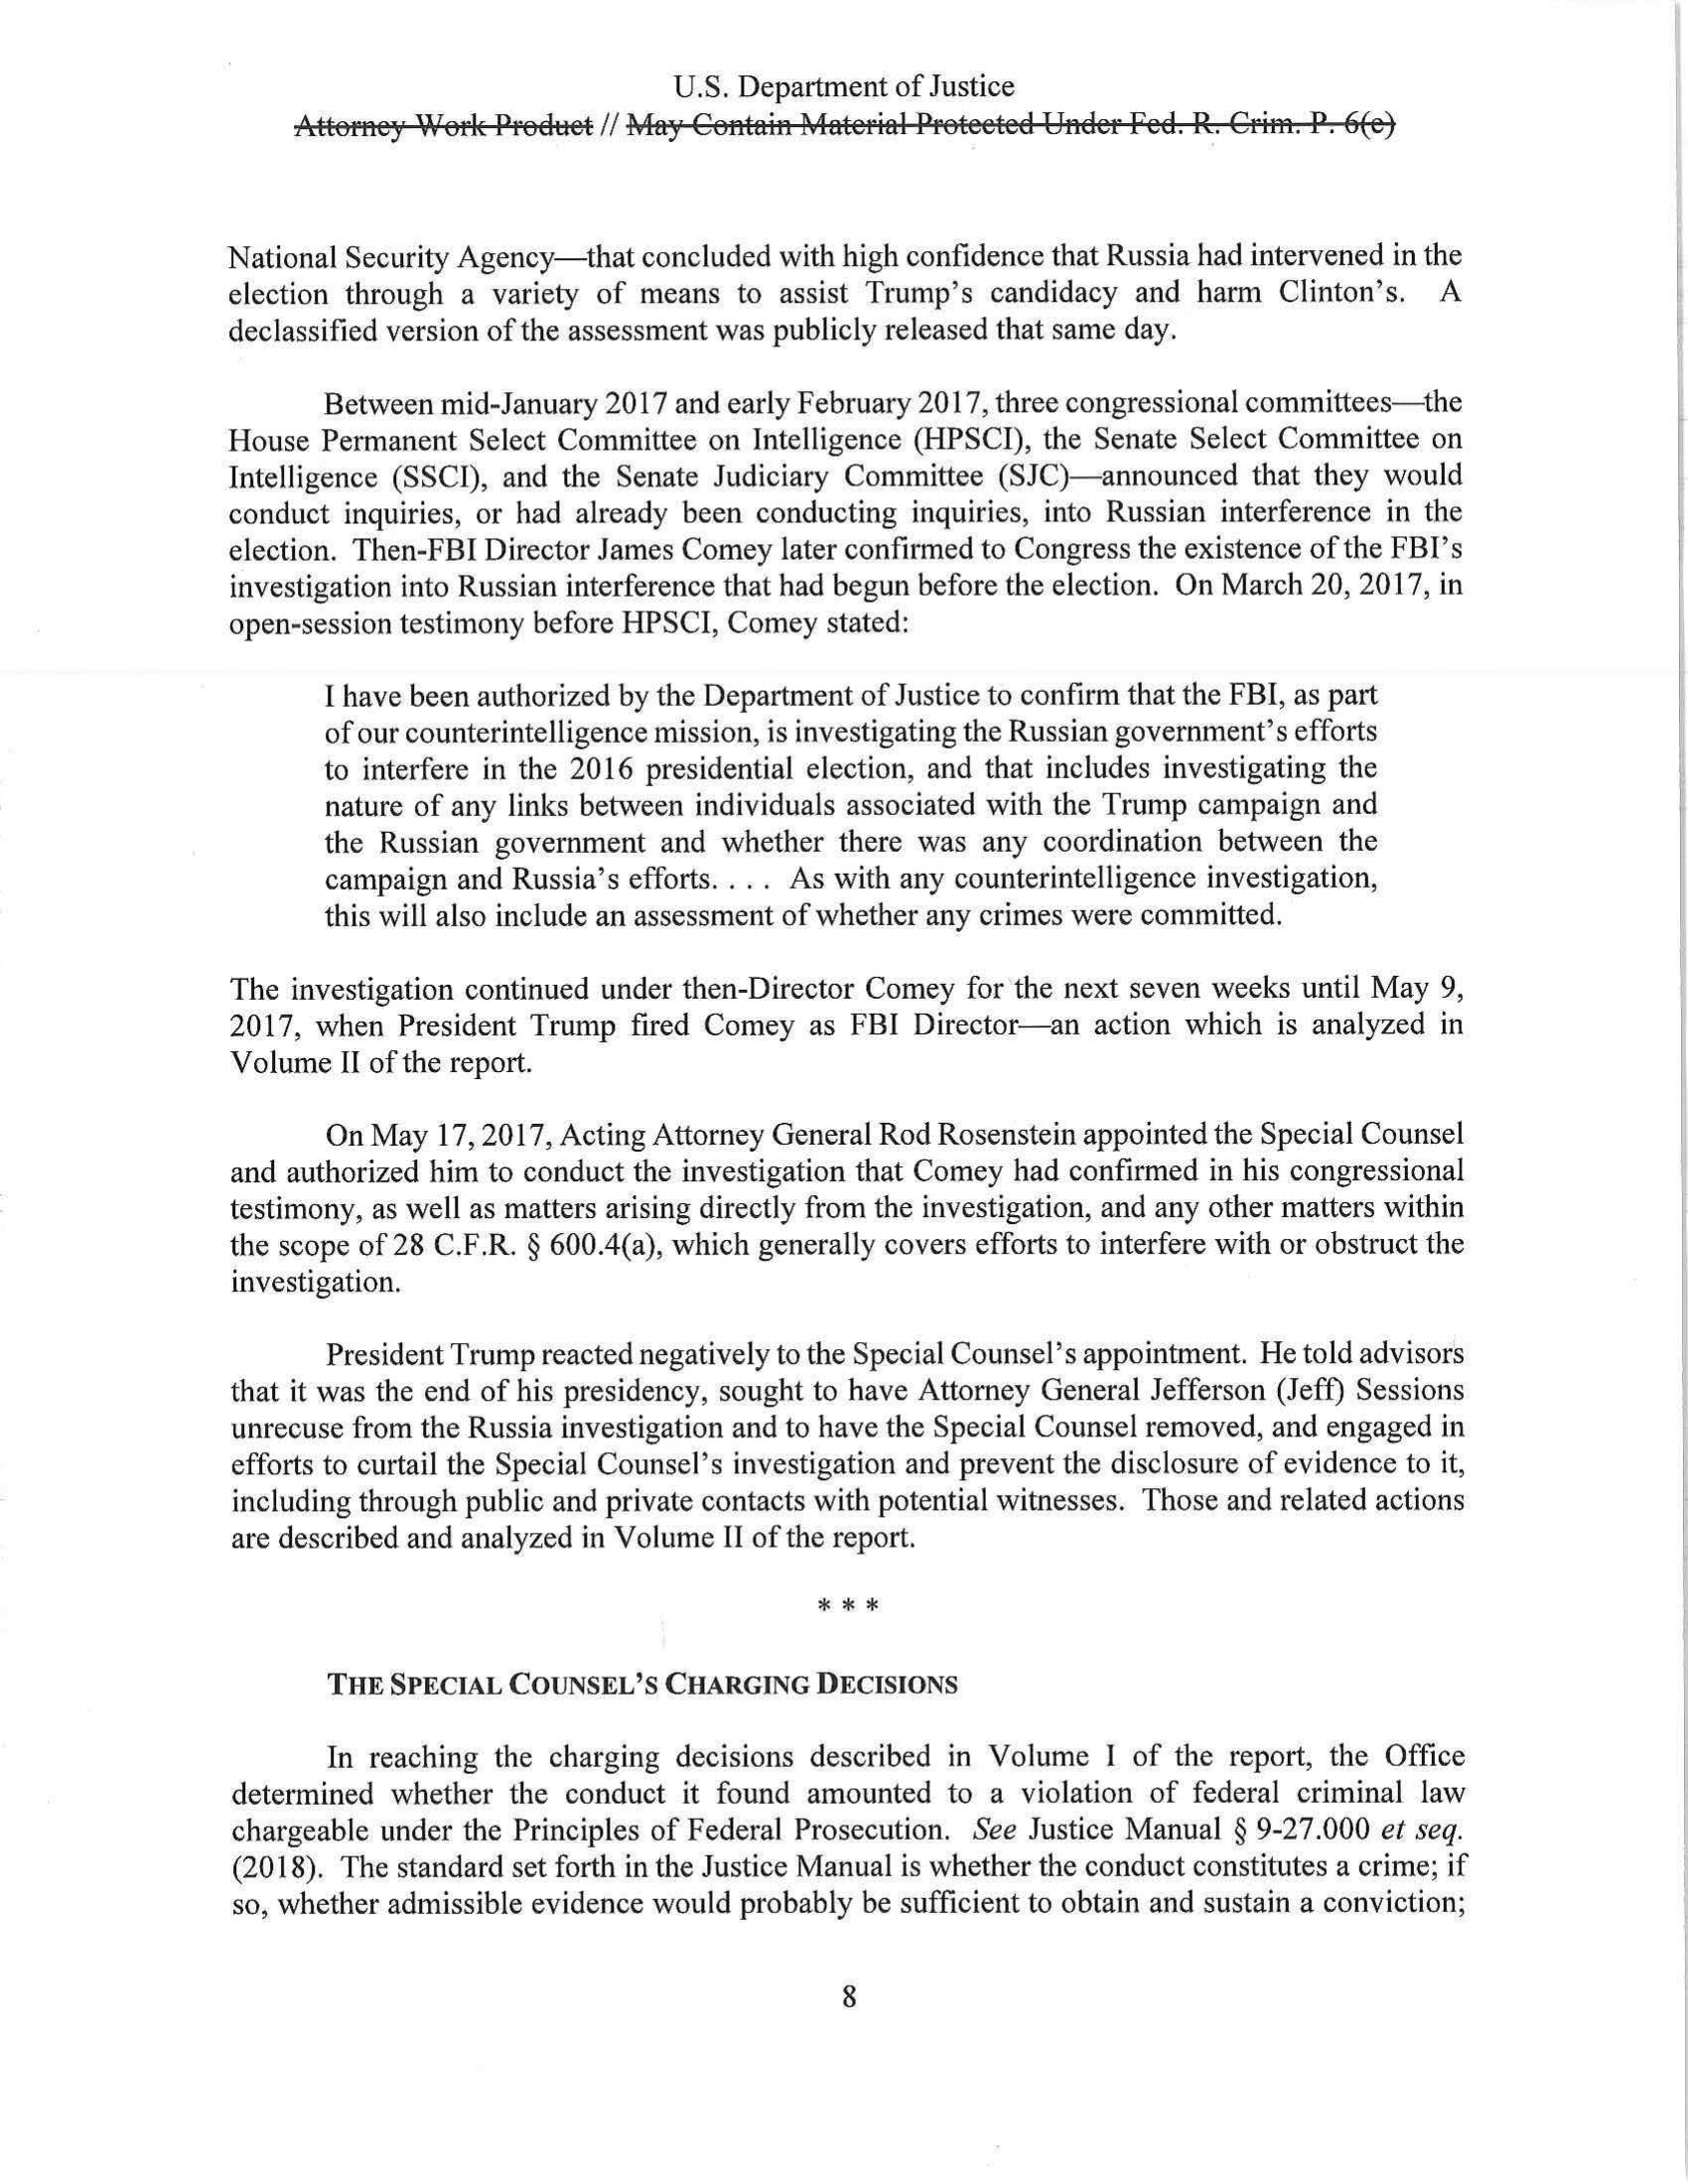 U.S. Department of Justice
Attorney Work Product // May Contain Material Protected Under Fed. R. Crim. P. 6(e)
National Security Agency—that concluded with high confidence that Russia had intervened in the
election through a variety of means to assist Trump's candidacy and harm Clinton's. A
declassified version of the assessment was publicly released that same day.
Between mid-January 2017 and early February 2017, three congressional committees—the
House Permanent Select Committee on Intelligence (HPSCI), the Senate Select Committee on
Intelligence (SSCI), and the Senate Judiciary Committee (SJC)—announced that they would
conduct inquiries, or had already been conducting inquiries, into Russian interference in the
election. Then-FBI Director James Comey later confirmed to Congress the existence of the FBI's
investigation into Russian interference that had begun before the election. On March 20, 2017, in
open-session testimony before HPSCI, Comey stated:
I have been authorized by the Department of Justice to confirm that the FBI, as part
of our counterintelligence mission, is investigating the Russian government's efforts
to interfere in the 2016 presidential election, and that includes investigating the
nature of any links between individuals associated with the Trump campaign and
the Russian government and whether there was any coordination between the
campaign and Russia's efforts. . . . As with any counterintelligence investigation,
this will also include an assessment of whether any crimes were committed.
The investigation continued under then-Director Comey for the next seven weeks until May 9,
2017, when President Trump fired Comey as FBI Director—an action which is analyzed in
Volume II of the report.
On May 17, 2017, Acting Attorney General Rod Rosenstein appointed the Special Counsel
and authorized him to conduct the investigation that Comey had confirmed in his congressional
testimony, as well as matters arising directly from the investigation, and any other matters within
the scope of 28 C.F.R. § 600.4(a), which generally covers efforts to interfere with or obstruct the
investigation.
President Trump reacted negatively to the Special Counsel's appointment. He told advisors
that it was the end of his presidency, sought to have Attorney General Jefferson (Jeff) Sessions
unrecuse from the Russia investigation and to have the Special Counsel removed, and engaged in
efforts to curtail the Special Counsel's investigation and prevent the disclosure of evidence to it,
including through public and private contacts with potential witnesses. Those and related actions
are described and analyzed in Volume II of the report.
* * *
THE SPECIAL COUNSEL'S CHARGING DECISIONS
In reaching the charging decisions described in Volume I of the report, the Office
determined whether the conduct it found amounted to a violation of federal criminal law
chargeable under the Principles of Federal Prosecution. See Justice Manual § 9-27.000 et seq.
(2018). The standard set forth in the Justice Manual is whether the conduct constitutes a crime; if
so, whether admissible evidence would probably be sufficient to obtain and sustain a conviction;
8